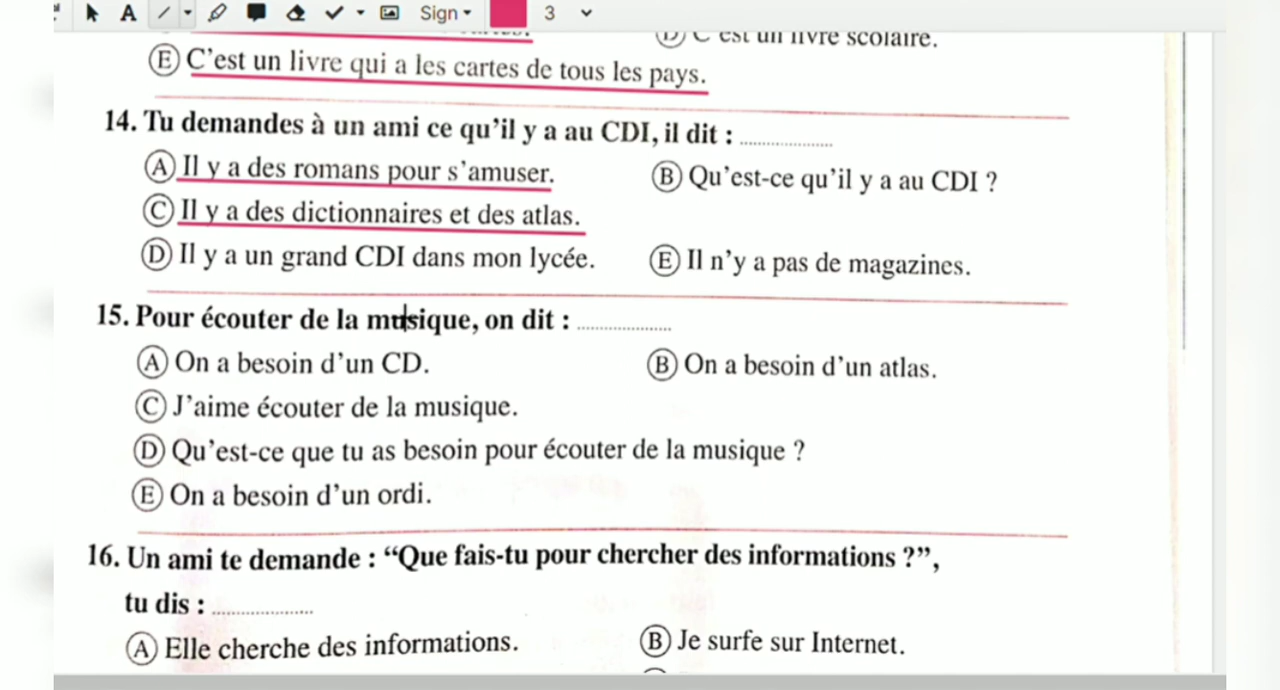 A Sign 3
D C'est un livre scolaire.
E C'est un livre qui a les cartes de tous les pays.
14. Tu demandes à un ami ce qu'il y a au CDI, il dit : ....................
A Il y a des romans pour s'amuser.
B Qu'est-ce qu'il y a au CDI ?
C Il y a des dictionnaires et des atlas.
D Il y a un grand CDI dans mon lycée.
E Il n'y a pas de magazines.
15. Pour écouter de la musique, on dit : ....................
A On a besoin d'un CD.
B On a besoin d'un atlas.
C J'aime écouter de la musique.
D Qu'est-ce que tu as besoin pour écouter de la musique ?
E On a besoin d'un ordi.
16. Un ami te demande : “Que fais-tu pour chercher des informations ?”,
tu dis : ....................
A Elle cherche des informations.
B Je surfe sur Internet.